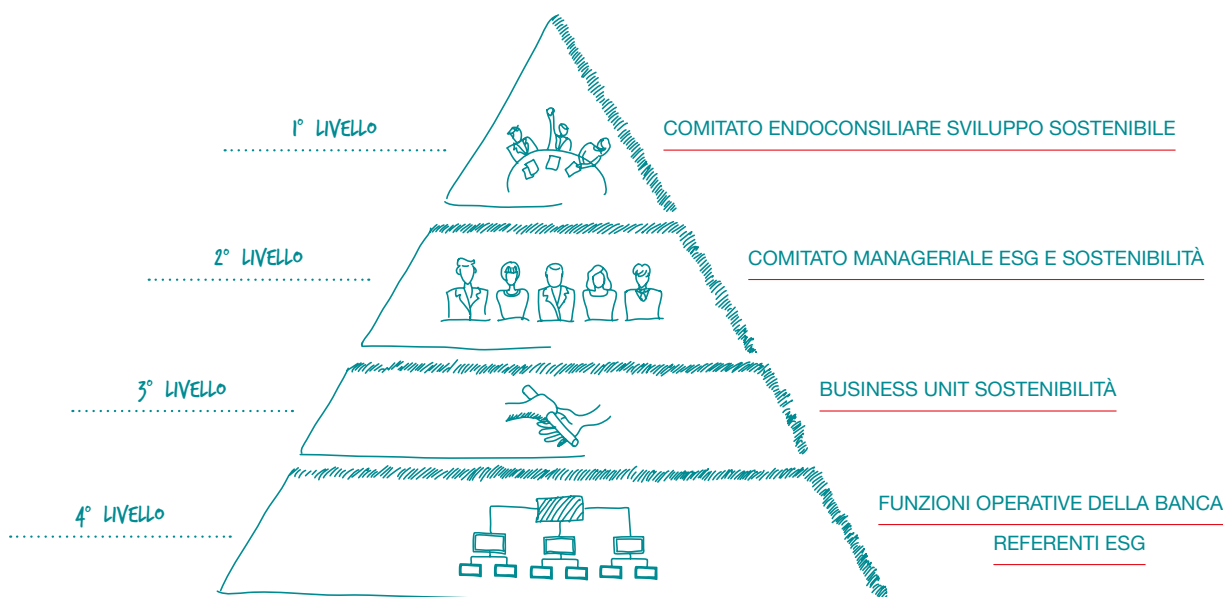 1° LIVELLO
COMITATO ENDOCONSILIARE SVILUPPO SOSTENIBILE
2° LIVELLO
COMITATO MANAGERIALE ESG E SOSTENIBILITÀ
3° LIVELLO
BUSINESS UNIT SOSTENIBILITÀ
4° LIVELLO
FUNZIONI OPERATIVE DELLA BANCA
REFERENTI ESG